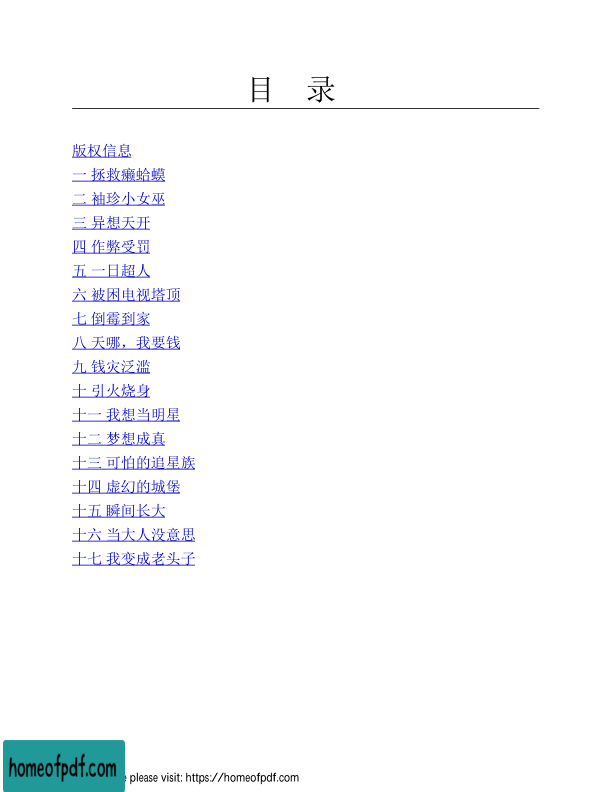 目 录
版权信息
一 拯救癞蛤蟆
二 袖珍小女巫
三 异想天开
四 作弊受罚
五 一日超人
六 被困电视塔顶
七 倒霉到家
八 天哪，我要钱
九 钱灾泛滥
十 引火烧身
十一 我想当明星
十二 梦想成真
十三 可怕的追星族
十四 虚幻的城堡
十五 瞬间长大
十六 当大人没意思
十七 我变成老头子
homeofpdf.com
please visit: https://homeofpdf.com